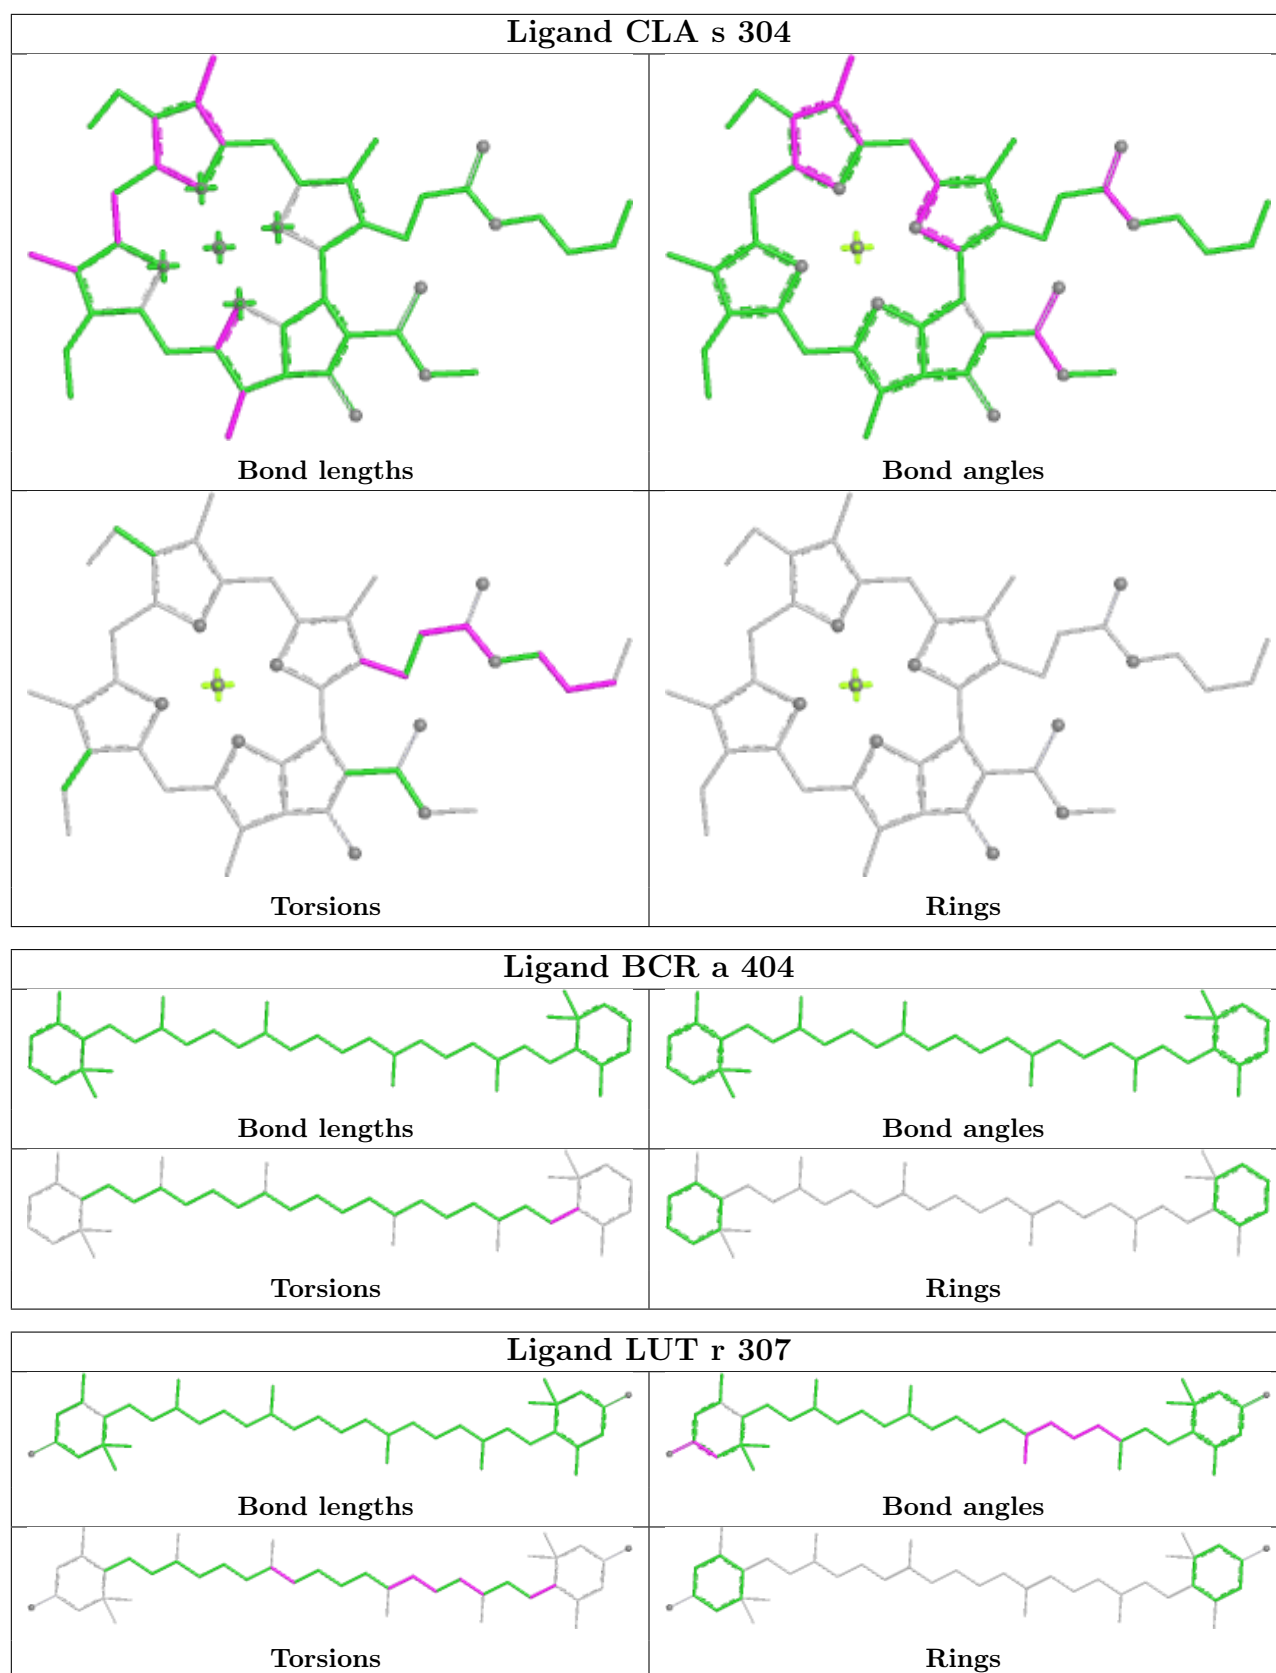 Ligand CLA s 304
Bond lengths
Bond angles
Torsions
Rings
Ligand BCR a 404
Bond lengths
Bond angles
Torsions
Rings
Ligand LUT r 307
Bond lengths
Bond angles
Torsions
Rings